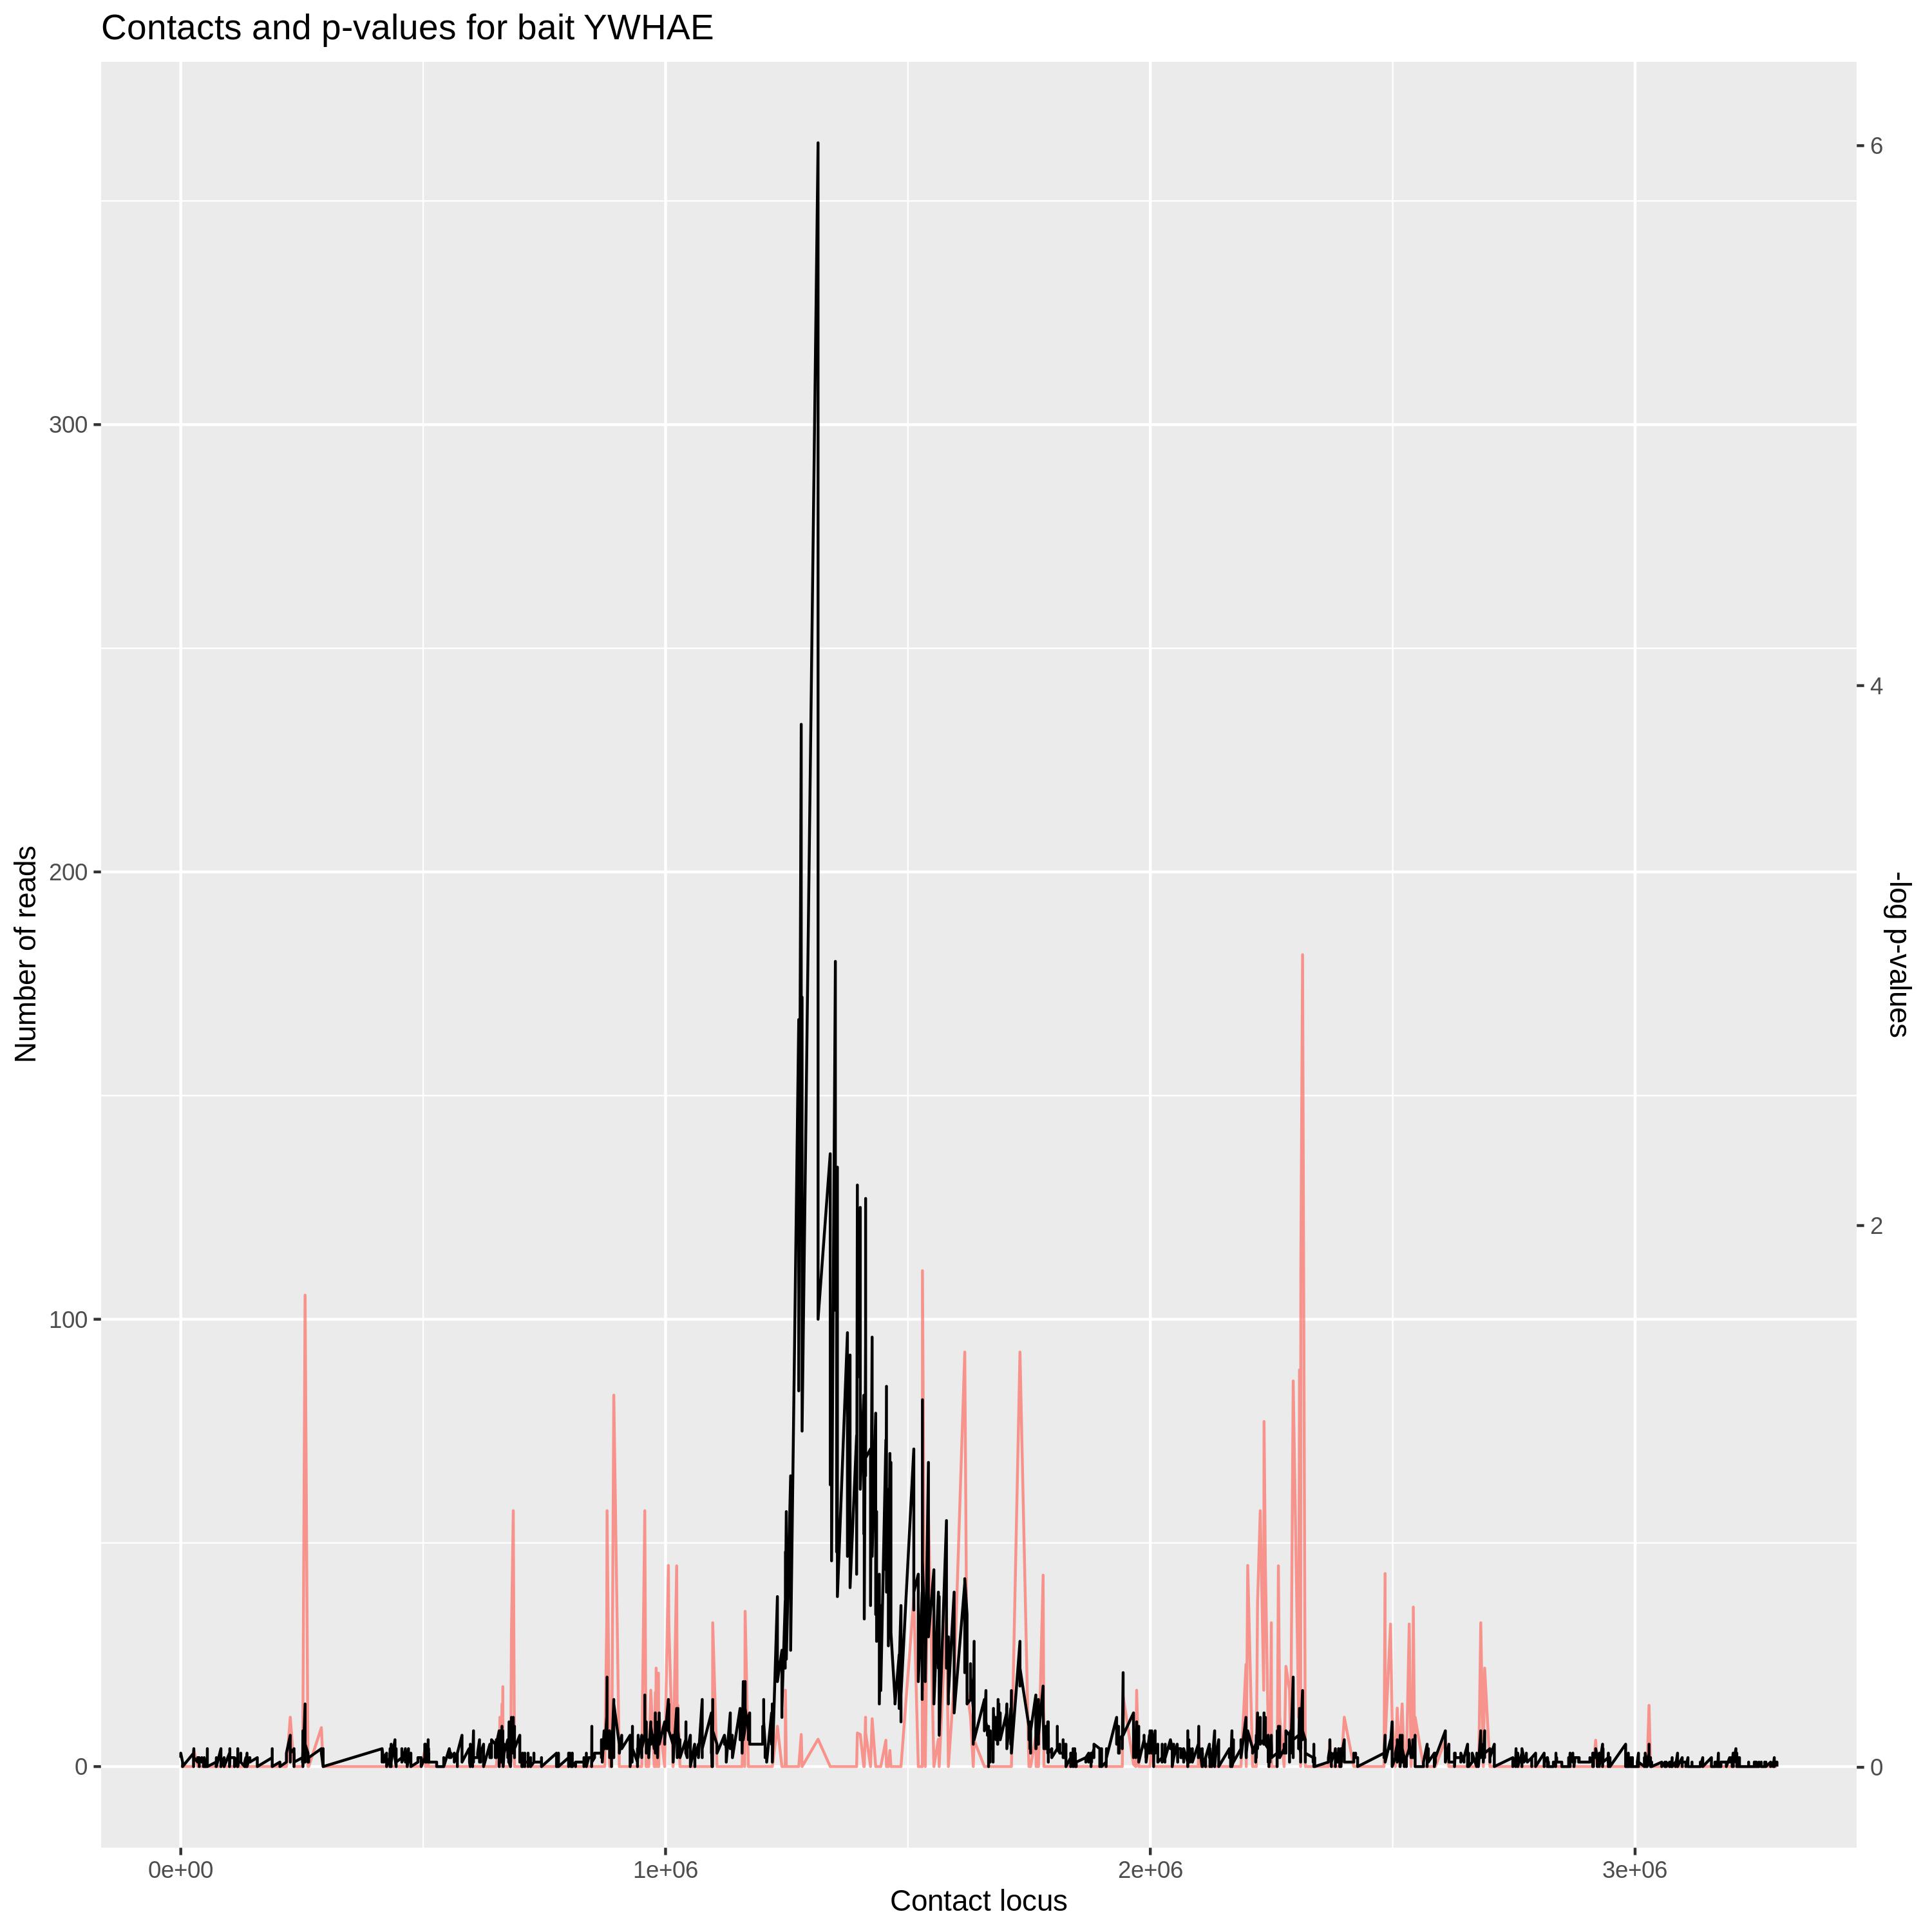 Contacts and p-values for bait YWHAE
Number of reads
300
200
100
0
6
4
2
0
-log p-values
0e+00 1e+06 2e+06 3e+06
Contact locus